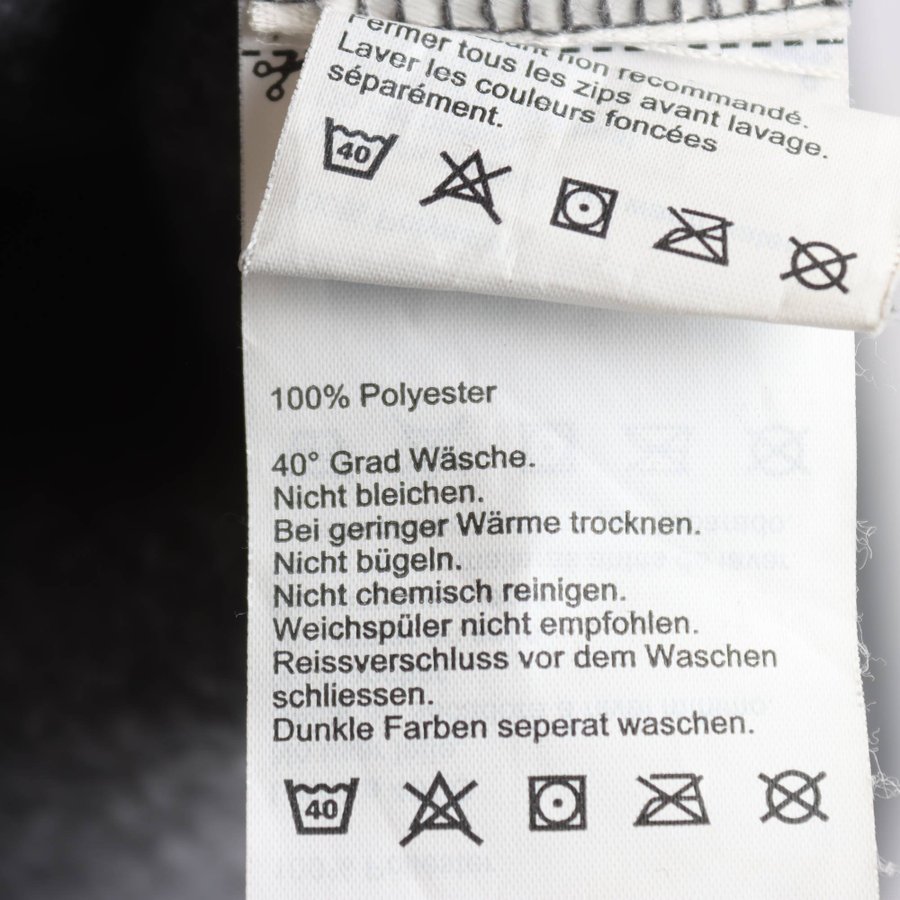 non recommandé.
Fermer tous les zips avant lavage.
Laver les couleurs foncées
séparément.
40
100% Polyester
40° Grad Wäsche.
Nicht bleichen.
Bei geringer Wärme trocknen.
Nicht bügeln.
Nicht chemisch reinigen.
Weichspüler nicht empfohlen.
Reissverschluss vor dem Waschen
schliessen.
Dunkle Farben seperat waschen.
40